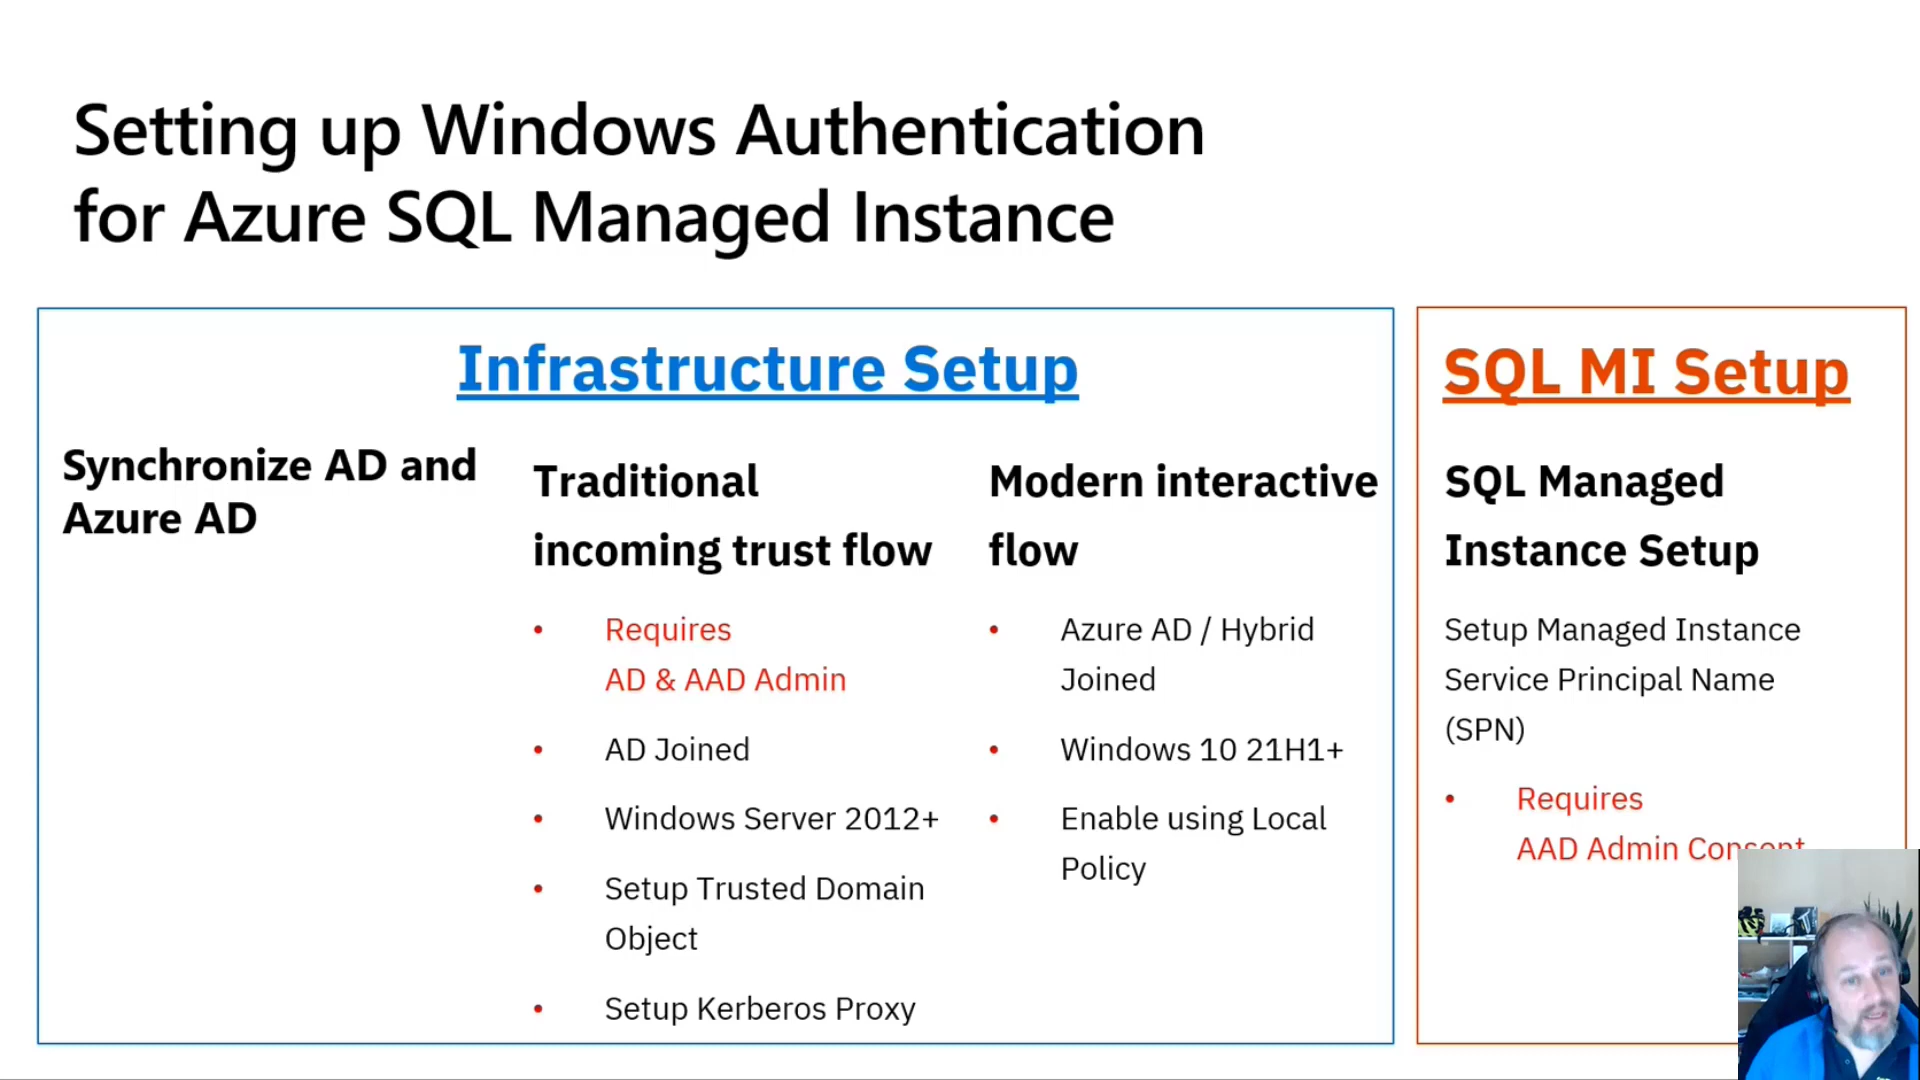 Setting up Windows Authentication
for Azure SQL Managed Instance
Infrastructure Setup
Synchronize AD and
Azure AD
Traditional
incoming trust flow
• Requires
AD & AAD Admin
• AD Joined
• Windows Server 2012+
• Setup Trusted Domain
Object
• Setup Kerberos Proxy
Modern interactive
flow
• Azure AD / Hybrid
Joined
• Windows 10 21H1+
• Enable using Local
Policy
SQL MI Setup
SQL Managed
Instance Setup
Setup Managed Instance
Service Principal Name
(SPN)
• Requires
AAD Admin Consent